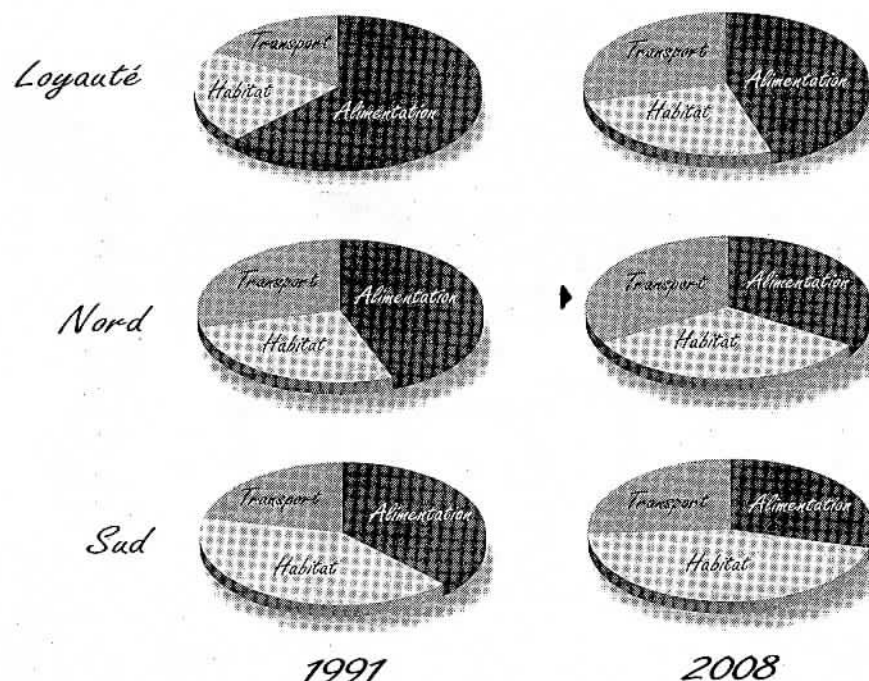 Transport
Transport
Loyauté
Habitat
Alimentation
Alimentation
Habitat
Transport
Alimentation
Transport
Alimentation
Nord
Habitat
Habitat
Transport
Alimentation
Transport
Alimentation
Sud
Habitat
Habitat
1991
2008